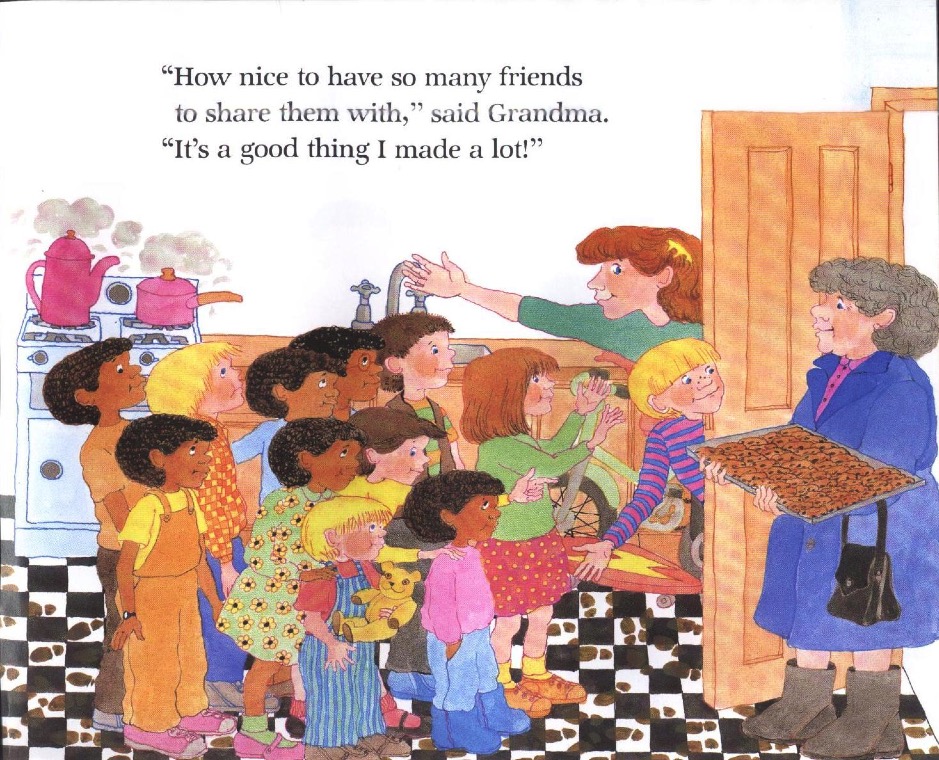 “How nice to have so many friends
to share them with,” said Grandma.
“It’s a good thing I made a lot!”